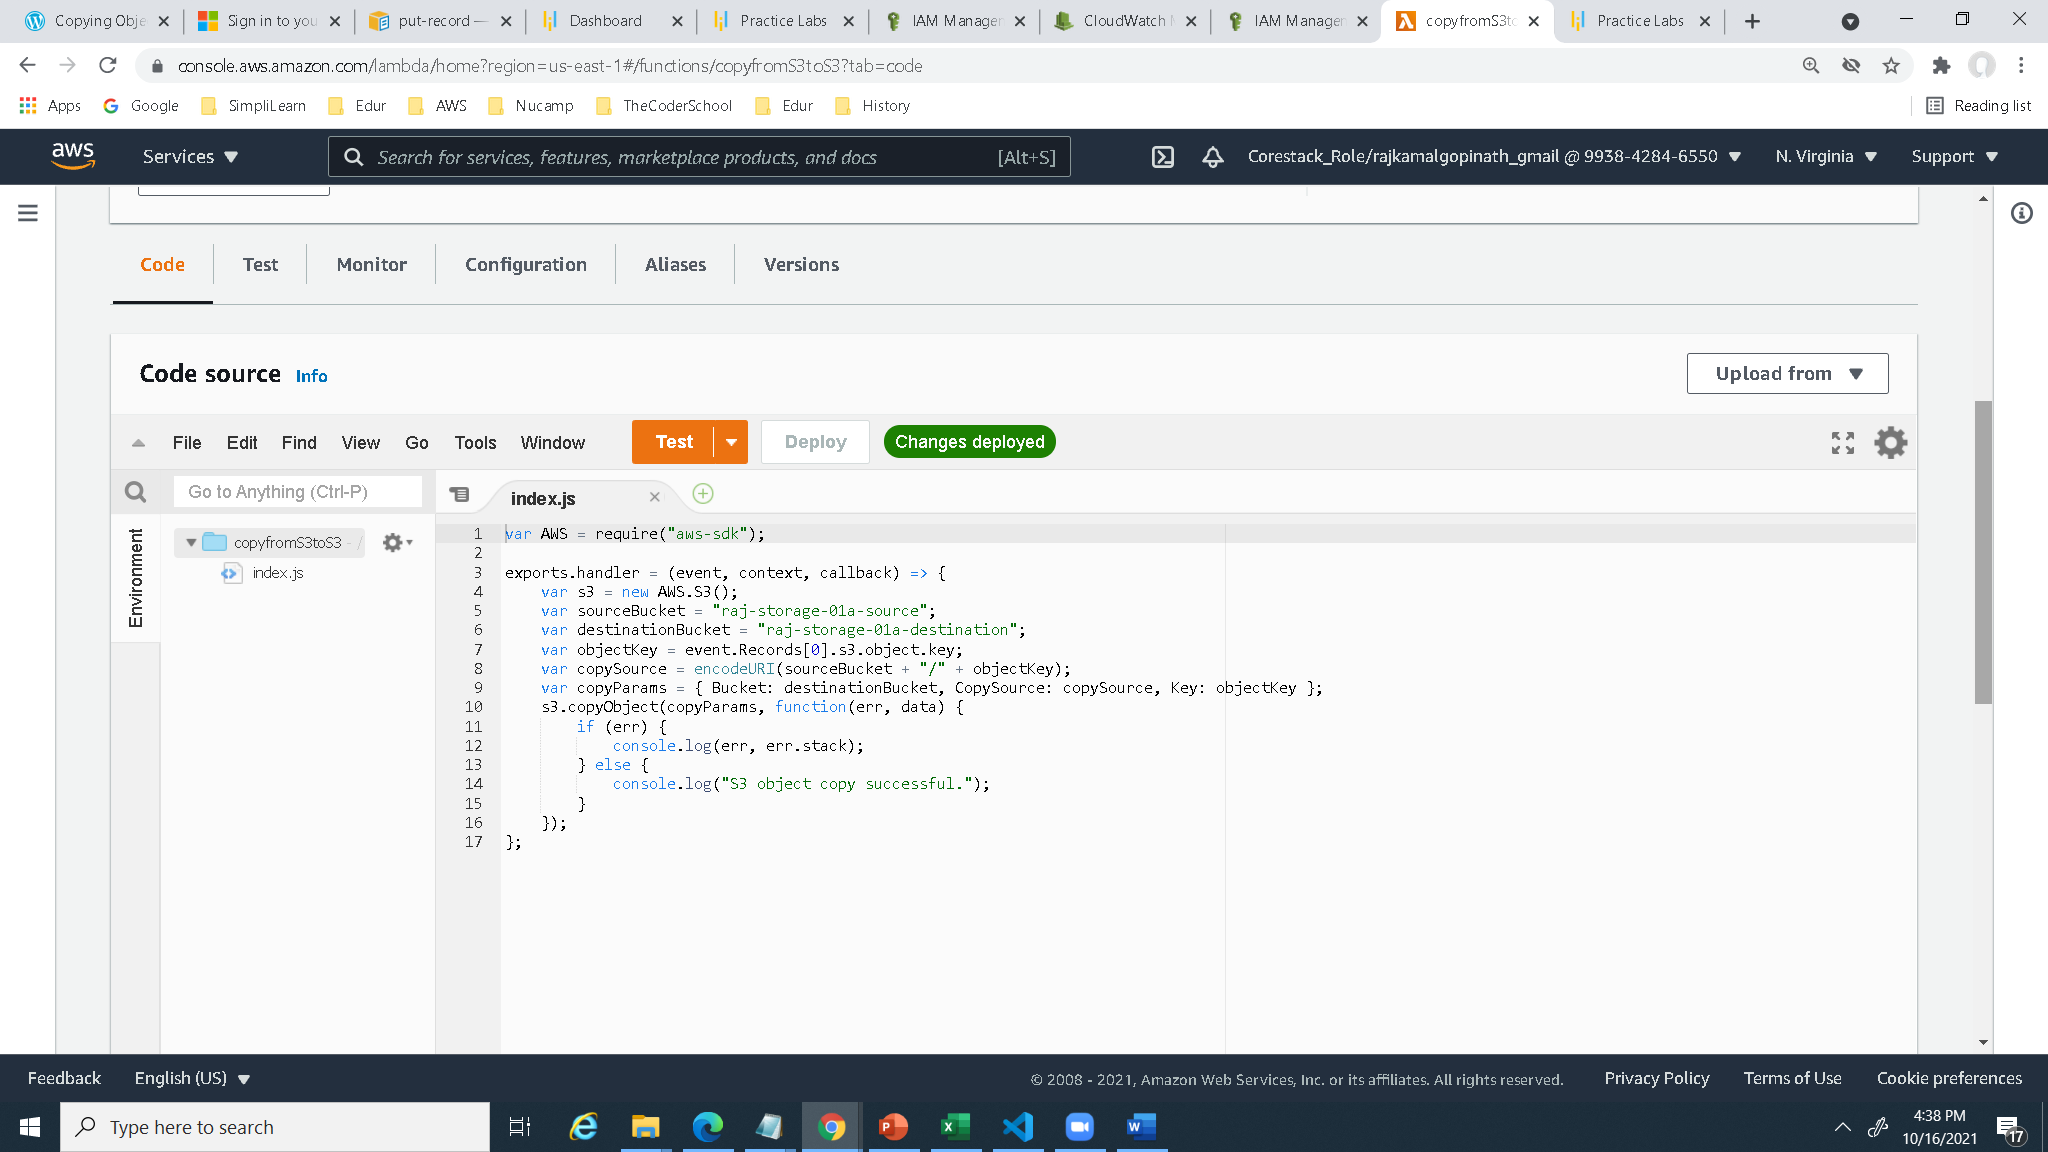 Copying Obje
Sign in to you
put-record —
Dashboard
Practice Labs
IAM Manager
CloudWatch M
IAM Manager
copyfromS3to
Practice Labs
console.aws.amazon.com/lambda/home?region=us-east-1#/functions/copyfromS3toS3?tab=code
Apps Google SimpliLearn Edur AWS Nucamp TheCoderSchool Edur History Reading list
aws Services Search for services, features, marketplace products, and docs [Alt+S] Corestack_Role/rajkamalgopinath_gmail @ 9938-4284-6550 N. Virginia Support
Code Test Monitor Configuration Aliases Versions
Code source Info Upload from
File Edit Find View Go Tools Window Test Deploy Changes deployed
Go to Anything (Ctrl-P) index.js
Environment
copyfromS3toS3 - /
index.js
1 var AWS = require("aws-sdk");
2
3 exports.handler = (event, context, callback) => {
4     var s3 = new AWS.S3();
5     var sourceBucket = "raj-storage-01a-source";
6     var destinationBucket = "raj-storage-01a-destination";
7     var objectKey = event.Records[0].s3.object.key;
8     var copySource = encodeURI(sourceBucket + "/" + objectKey);
9     var copyParams = { Bucket: destinationBucket, CopySource: copySource, Key: objectKey };
10     s3.copyObject(copyParams, function(err, data) {
11         if (err) {
12             console.log(err, err.stack);
13         } else {
14             console.log("S3 object copy successful.");
15         }
16     });
17 };
Feedback English (US) © 2008 - 2021, Amazon Web Services, Inc. or its affiliates. All rights reserved. Privacy Policy Terms of Use Cookie preferences
Type here to search
4:38 PM
10/16/2021
17